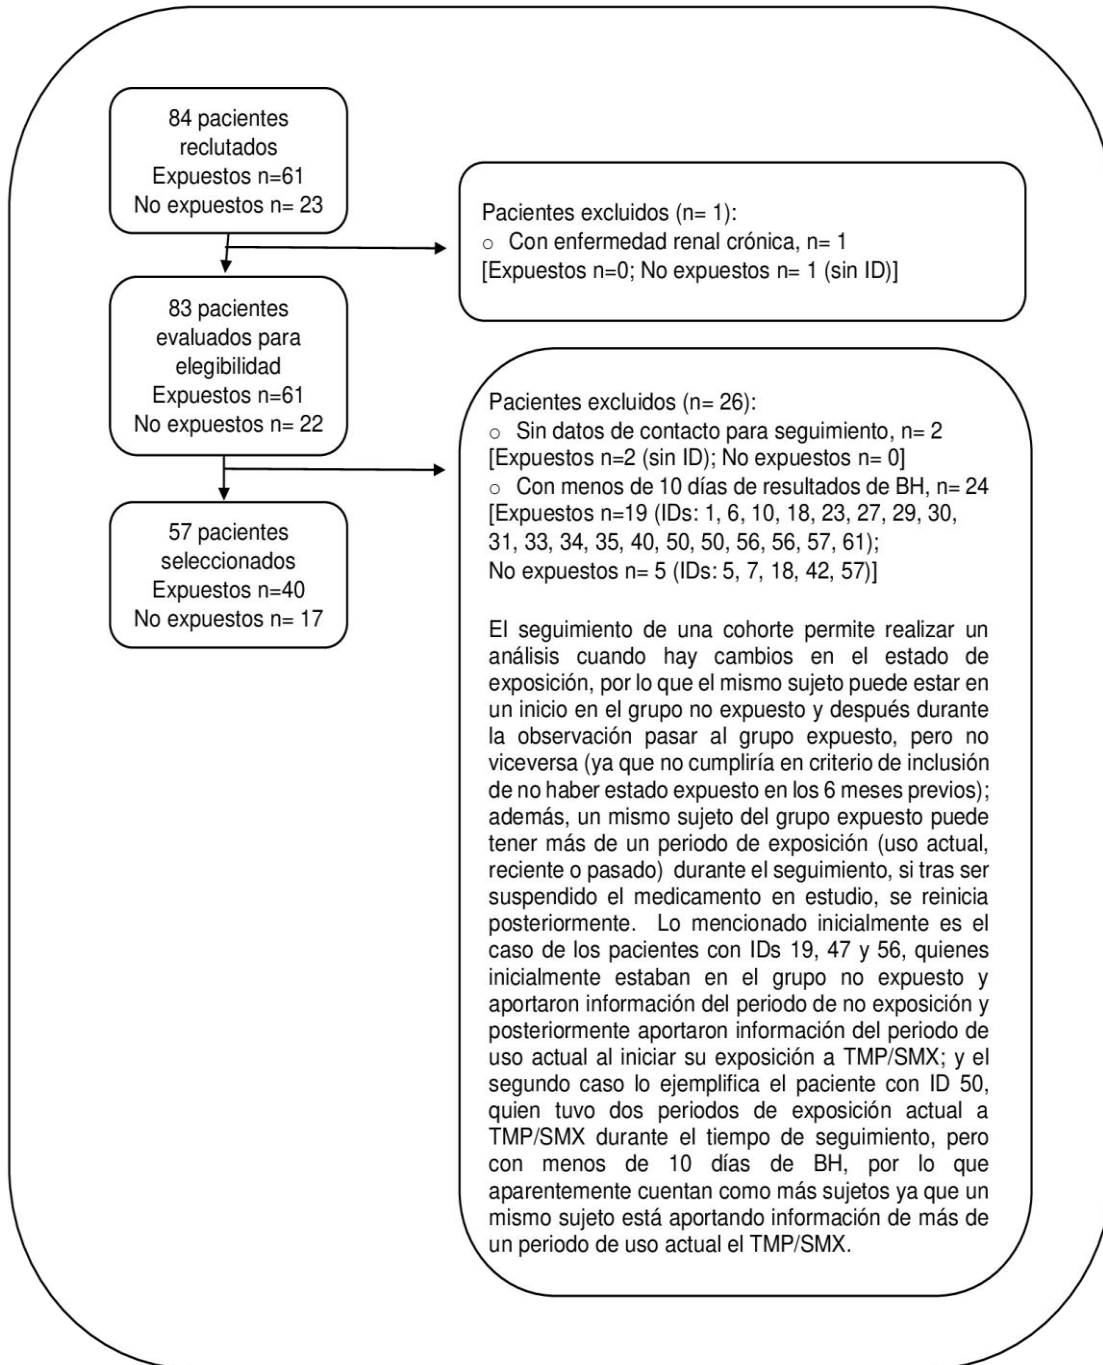 84 pacientes
reclutados
Expuestos n=61
No expuestos n= 23
Pacientes excluidos (n= 1):
○ Con enfermedad renal crónica, n= 1
[Expuestos n=0; No expuestos n= 1 (sin ID)]
83 pacientes
evaluados para
elegibilidad
Expuestos n=61
No expuestos n= 22
Pacientes excluidos (n= 26):
○ Sin datos de contacto para seguimiento, n= 2
[Expuestos n=2 (sin ID); No expuestos n= 0]
○ Con menos de 10 días de resultados de BH, n= 24
[Expuestos n=19 (IDs: 1, 6, 10, 18, 23, 27, 29, 30,
31, 33, 34, 35, 40, 50, 50, 56, 56, 57, 61);
No expuestos n= 5 (IDs: 5, 7, 18, 42, 57)]
57 pacientes
seleccionados
Expuestos n=40
No expuestos n= 17
El seguimiento de una cohorte permite realizar un
análisis cuando hay cambios en el estado de
exposición, por lo que el mismo sujeto puede estar en
un inicio en el grupo no expuesto y después durante
la observación pasar al grupo expuesto, pero no
viceversa (ya que no cumpliría en criterio de inclusión
de no haber estado expuesto en los 6 meses previos);
además, un mismo sujeto del grupo expuesto puede
tener más de un periodo de exposición (uso actual,
reciente o pasado) durante el seguimiento, si tras ser
suspendido el medicamento en estudio, se reinicia
posteriormente. Lo mencionado inicialmente es el
caso de los pacientes con IDs 19, 47 y 56, quienes
inicialmente estaban en el grupo no expuesto y
aportaron información del periodo de no exposición y
posteriormente aportaron información del periodo de
uso actual al iniciar su exposición a TMP/SMX; y el
segundo caso lo ejemplifica el paciente con ID 50,
quien tuvo dos periodos de exposición actual a
TMP/SMX durante el tiempo de seguimiento, pero
con menos de 10 días de BH, por lo que
aparentemente cuentan como más sujetos ya que un
mismo sujeto está aportando información de más de
un periodo de uso actual el TMP/SMX.